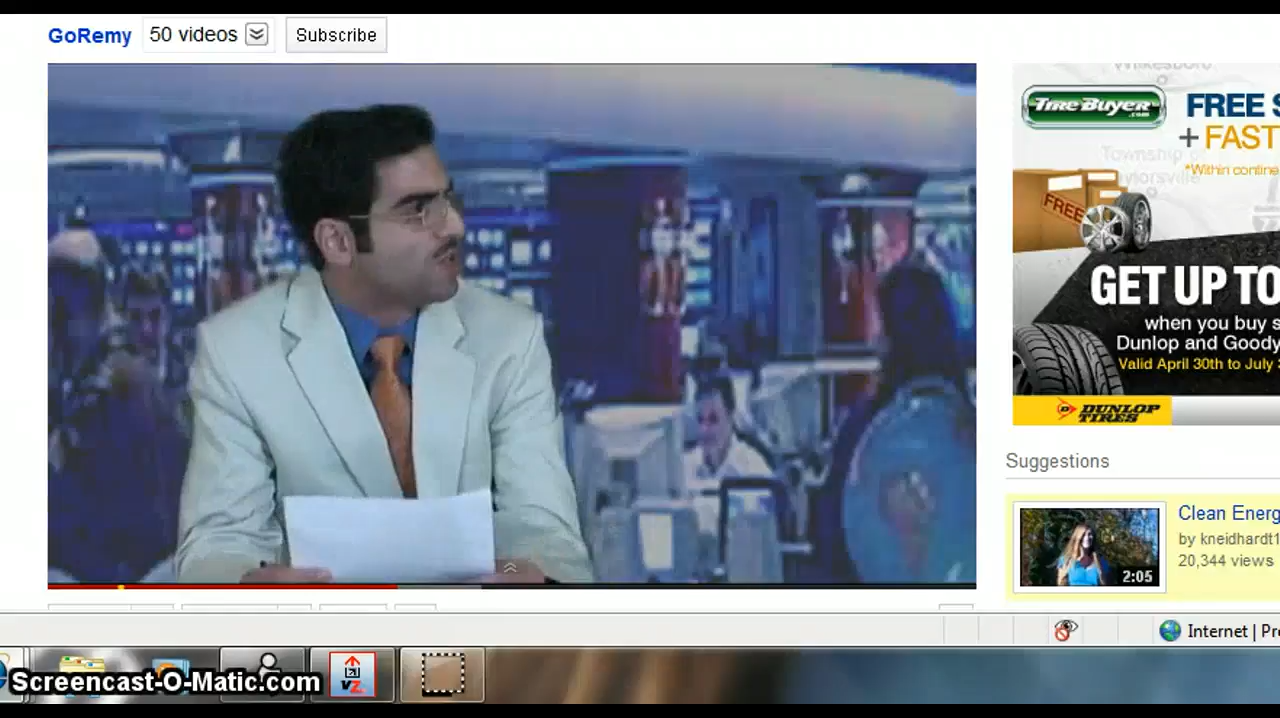 GoRemy 50 videos Subscribe
TireBuyer.com
FREE
+ FAST
*Within contine
FREE
GET UP TO
when you buy
Dunlop and Goody
Valid April 30th to July
DUNLOP
TIRES
Suggestions
Clean Energ
by kneidhardt1
20,344 views
2:05
Internet | Pr
Screencast-O-Matic.com